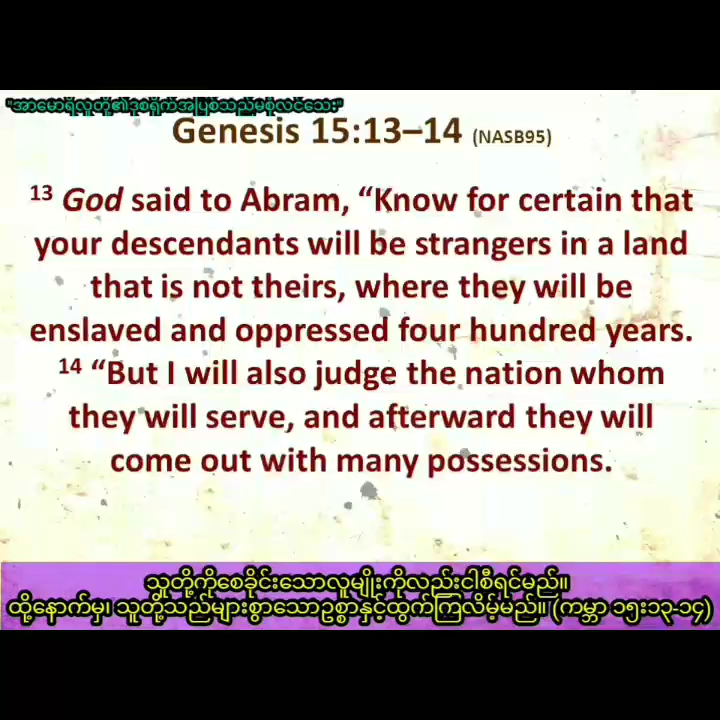 "အာမောရိလူတို့၏ဒုစရိုက်အပြစ်သည်မစုံလင်သေး"
Genesis 15:13–14 (NASB95)
13 God said to Abram, “Know for certain that
your descendants will be strangers in a land
that is not theirs, where they will be
enslaved and oppressed four hundred years.
14 “But I will also judge the nation whom
they will serve, and afterward they will
come out with many possessions.
သူတို့ကိုစေခိုင်းသောလူမျိုးကိုလည်းငါစီရင်မည်။
ထို့နောက်မှ၊ သူတို့သည်များစွာသောဥစ္စာနှင့်ထွက်ကြလိမ့်မည်။ (ကမ္ဘာ ၁၅:၁၃-၁၄)